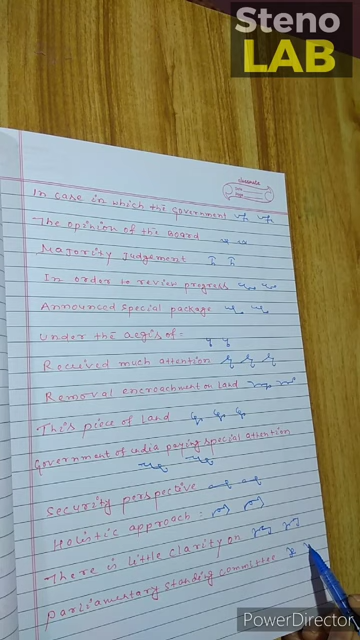 Steno
LAB
classmate
In case in which the government
The opinion of the Board
Majority Judgement
In order to review progress
Announced special package
under the aegis of:
Recieved much attention
Removal encroachment on Land
This piece of Land
Government of india paying special attention
Security perspective
Holistic approach:
There is little clarity on
parliamentary standing committee
PowerDirector